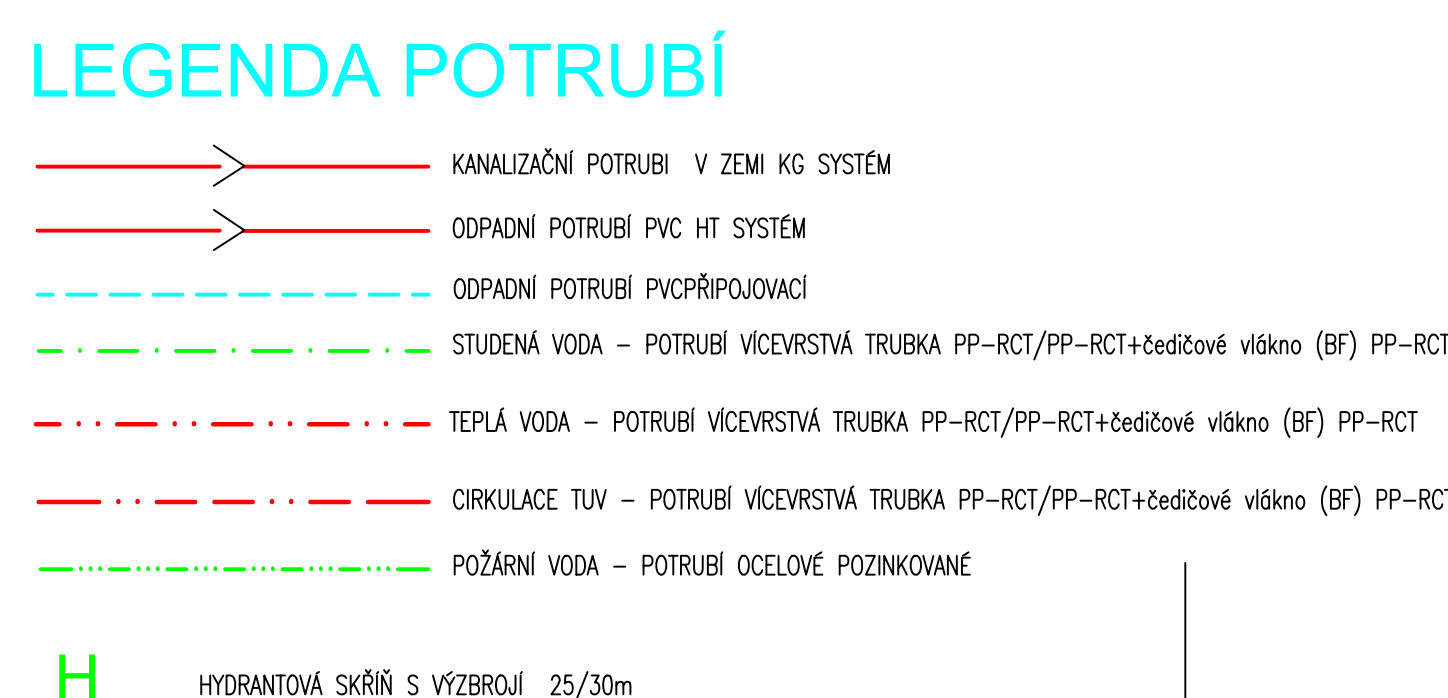 LEGENDA POTRUBÍ
KANALIZAČNÍ POTRUBI V ZEMI KG SYSTÉM
ODPADNÍ POTRUBÍ PVC HT SYSTÉM
ODPADNÍ POTRUBÍ PVCPŘIPOJOVACÍ
STUDENÁ VODA – POTRUBÍ VÍCEVRSTVÁ TRUBKA PP–RCT/PP–RCT+čedičové vlákno (BF) PP–RCT
TEPLÁ VODA – POTRUBÍ VÍCEVRSTVÁ TRUBKA PP–RCT/PP–RCT+čedičové vlákno (BF) PP–RCT
CIRKULACE TUV – POTRUBÍ VÍCEVRSTVÁ TRUBKA PP–RCT/PP–RCT+čedičové vlákno (BF) PP–RCT
POŽÁRNÍ VODA – POTRUBÍ OCELOVÉ POZINKOVANÉ
H HYDRANTOVÁ SKŘÍŇ S VÝZBROJÍ 25/30m